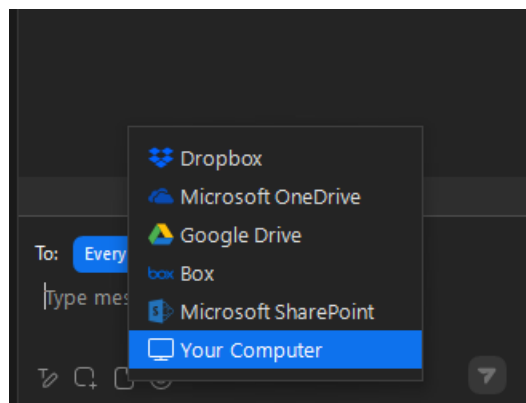 Dropbox
Microsoft OneDrive
Google Drive
box Box
Microsoft SharePoint
To: Every
Type mes
Your Computer